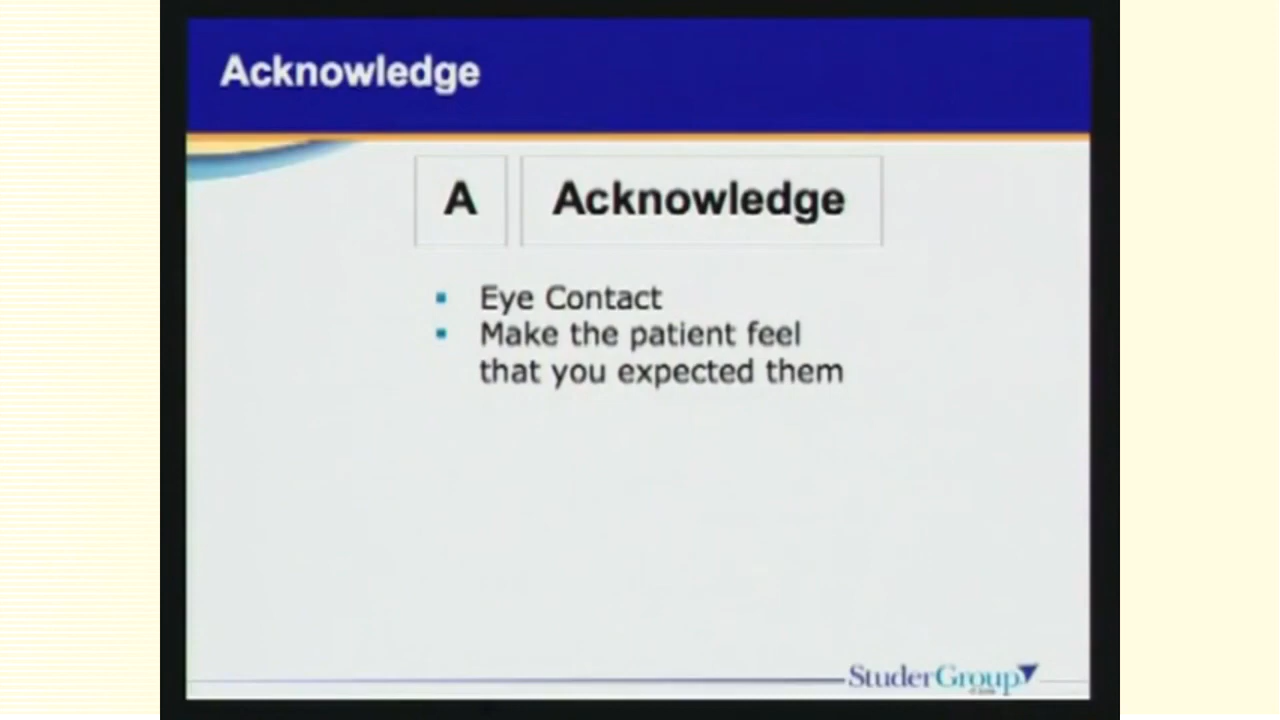 Acknowledge
A Acknowledge
Eye Contact
Make the patient feel
that you expected them
StuderGroup